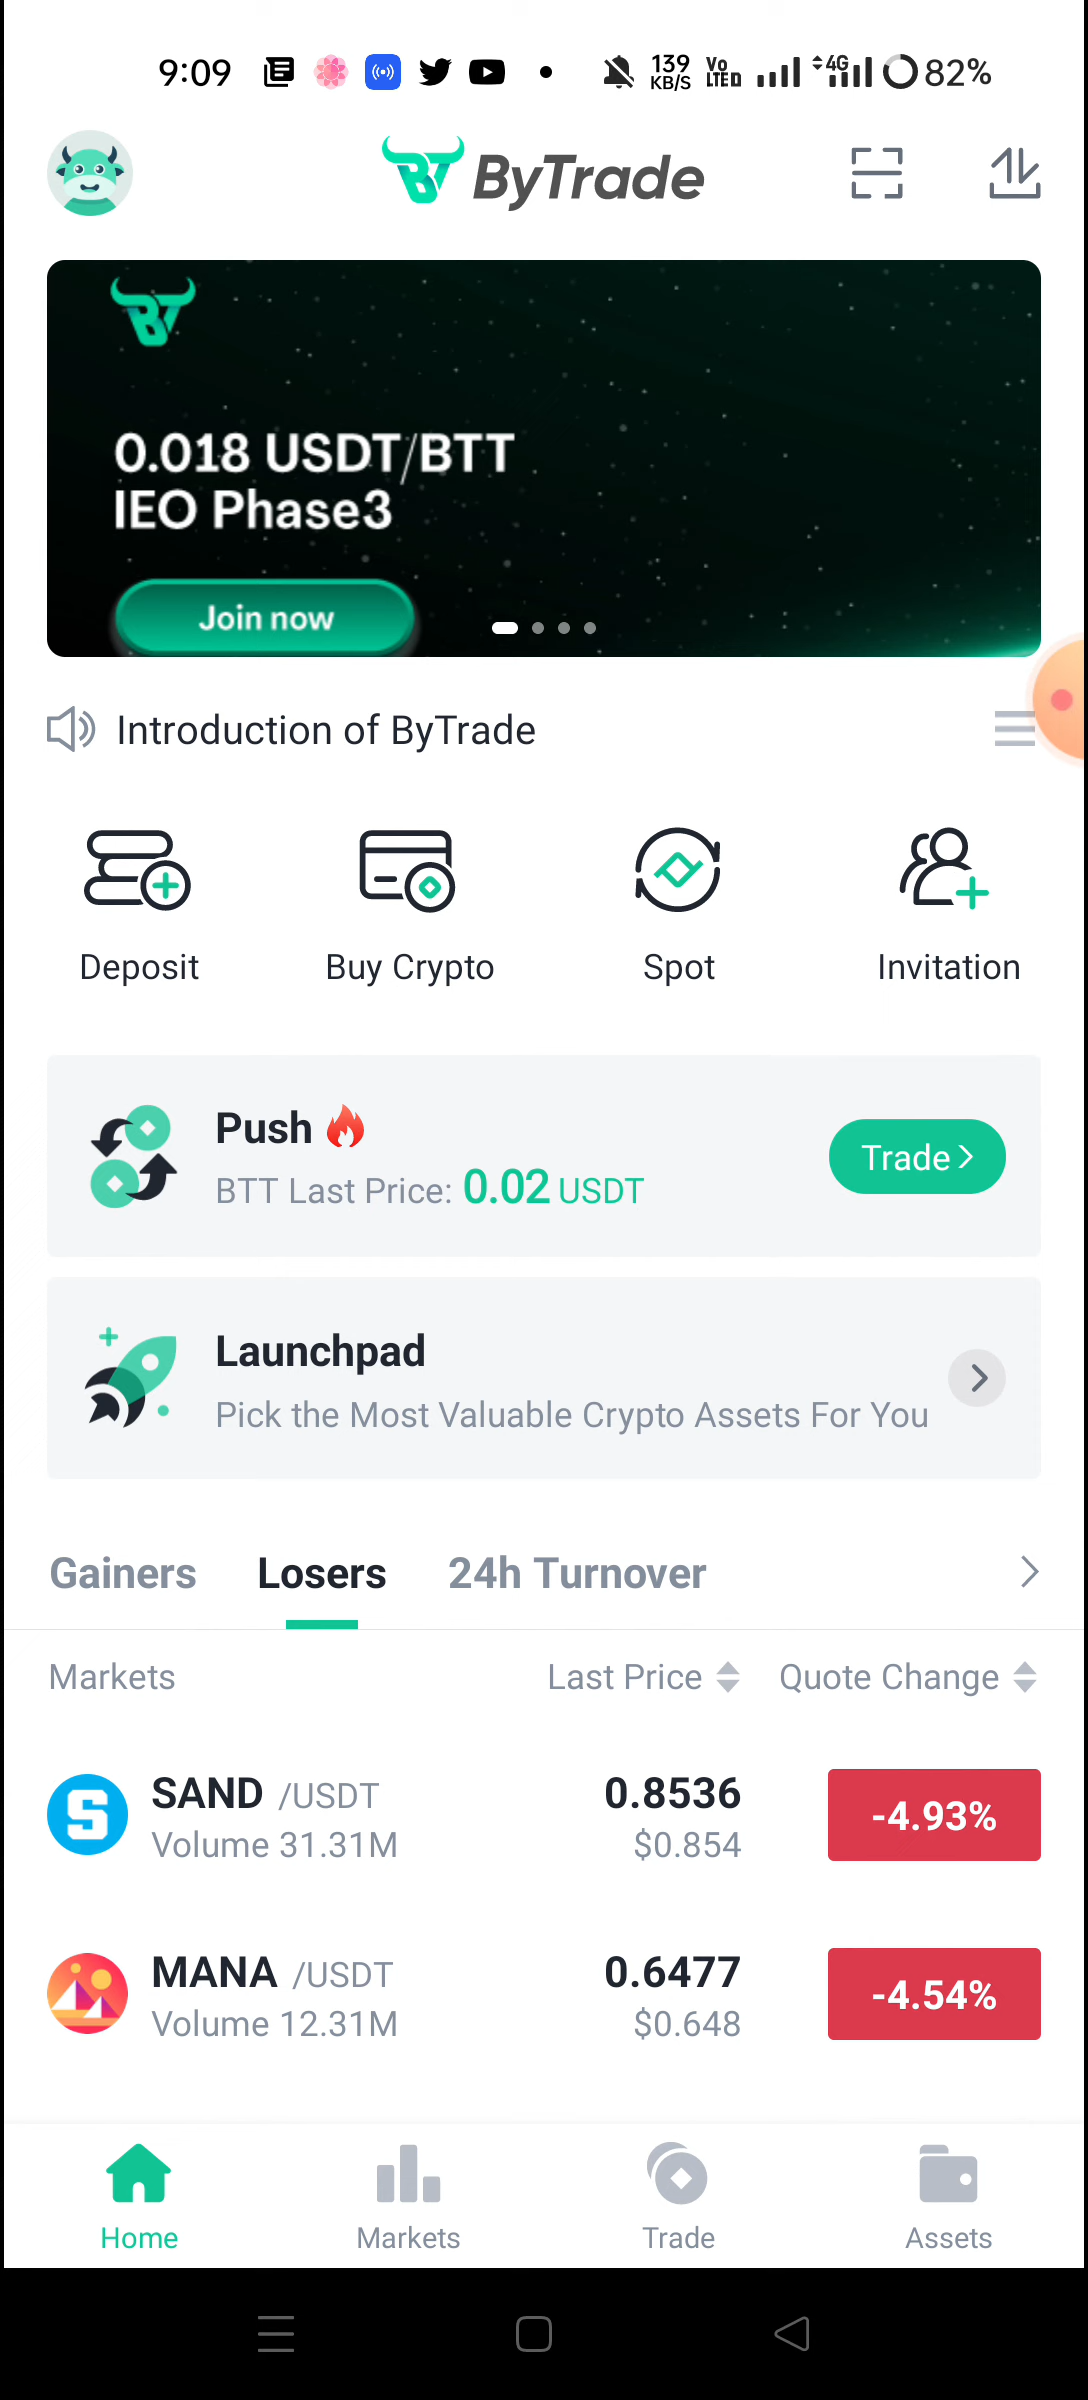 9:09 139 KB/S Vo LTE 4G 82%
ByTrade
0.018 USDT/BTT
IEO Phase3
Join now
Introduction of ByTrade
Deposit Buy Crypto Spot Invitation
Push
BTT Last Price: 0.02 USDT
Trade
Launchpad
Pick the Most Valuable Crypto Assets For You
Gainers Losers 24h Turnover
Markets Last Price Quote Change
SAND /USDT 0.8536 -4.93%
Volume 31.31M $0.854
MANA /USDT 0.6477 -4.54%
Volume 12.31M $0.648
Home Markets Trade Assets